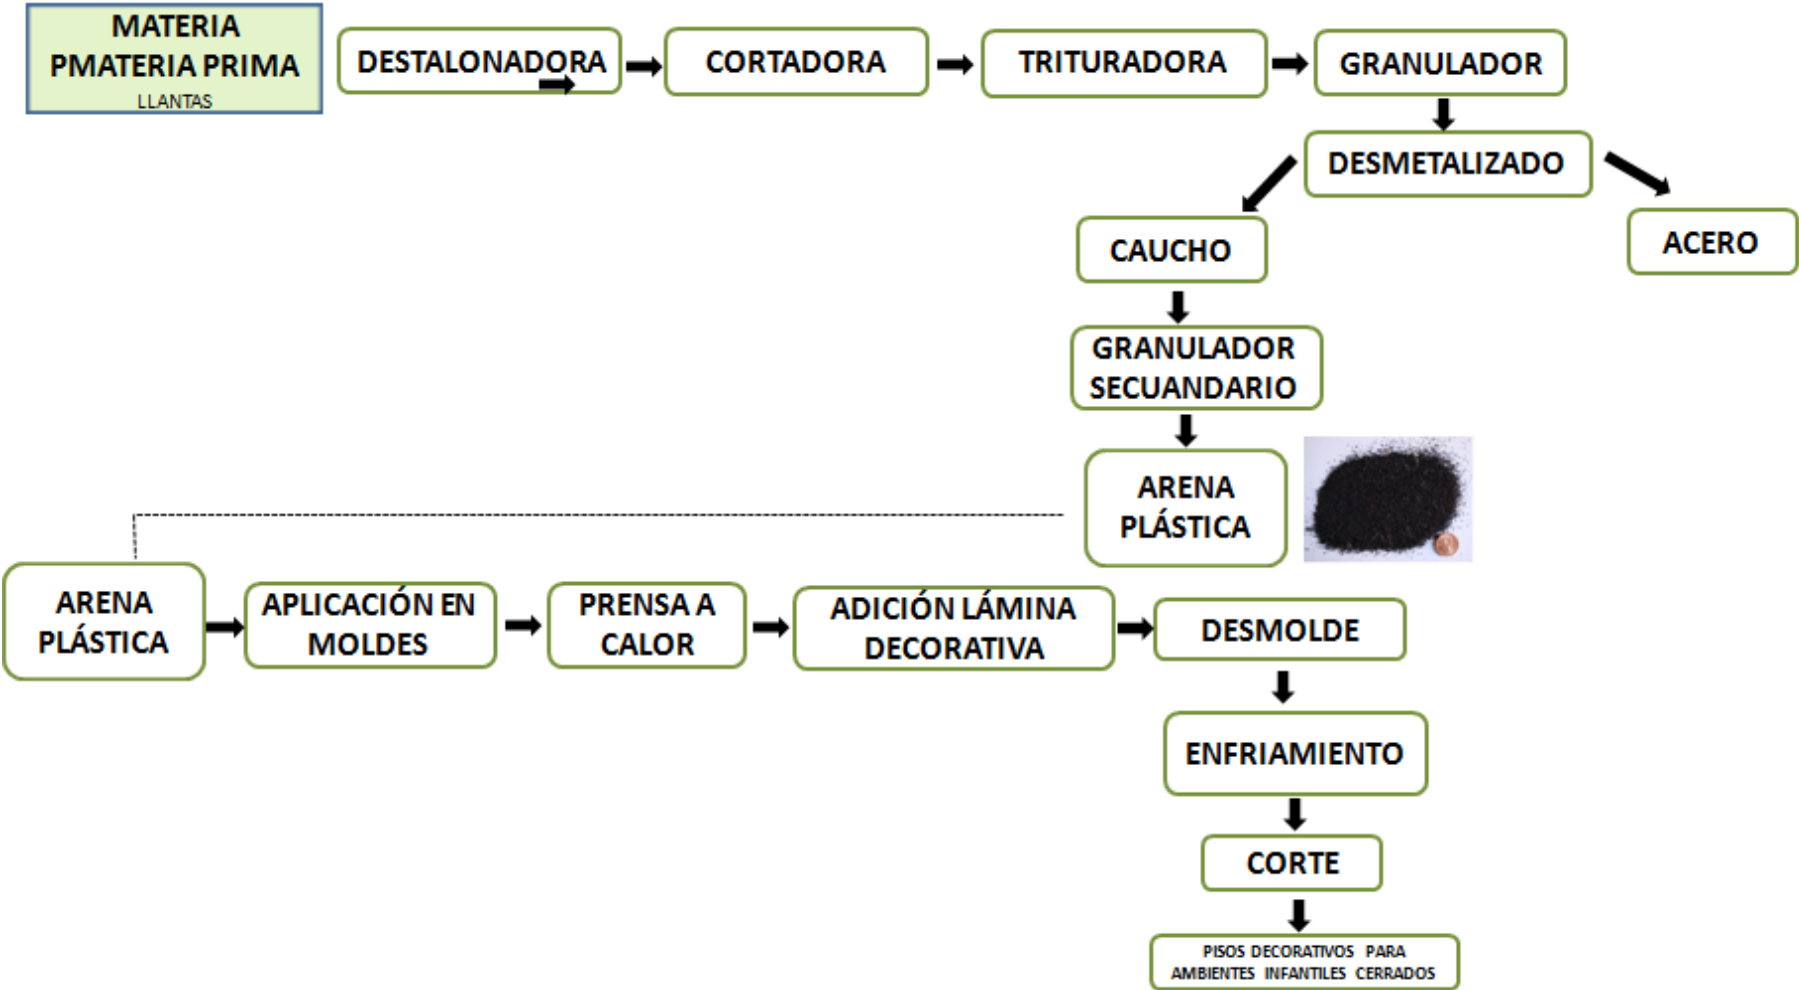 MATERIA
PMATERIA PRIMA
LLANTAS
DESTALONADORA
CORTADORA
TRITURADORA
GRANULADOR
DESMETALIZADO
CAUCHO
ACERO
GRANULADOR
SECUANDARIO
ARENA
PLÁSTICA
ARENA
PLÁSTICA
APLICACIÓN EN
MOLDES
PRENSA A
CALOR
ADICIÓN LÁMINA
DECORATIVA
DESMOLDE
ENFRIAMIENTO
CORTE
PISOS DECORATIVOS PARA
AMBIENTES INFANTILES CERRADOS